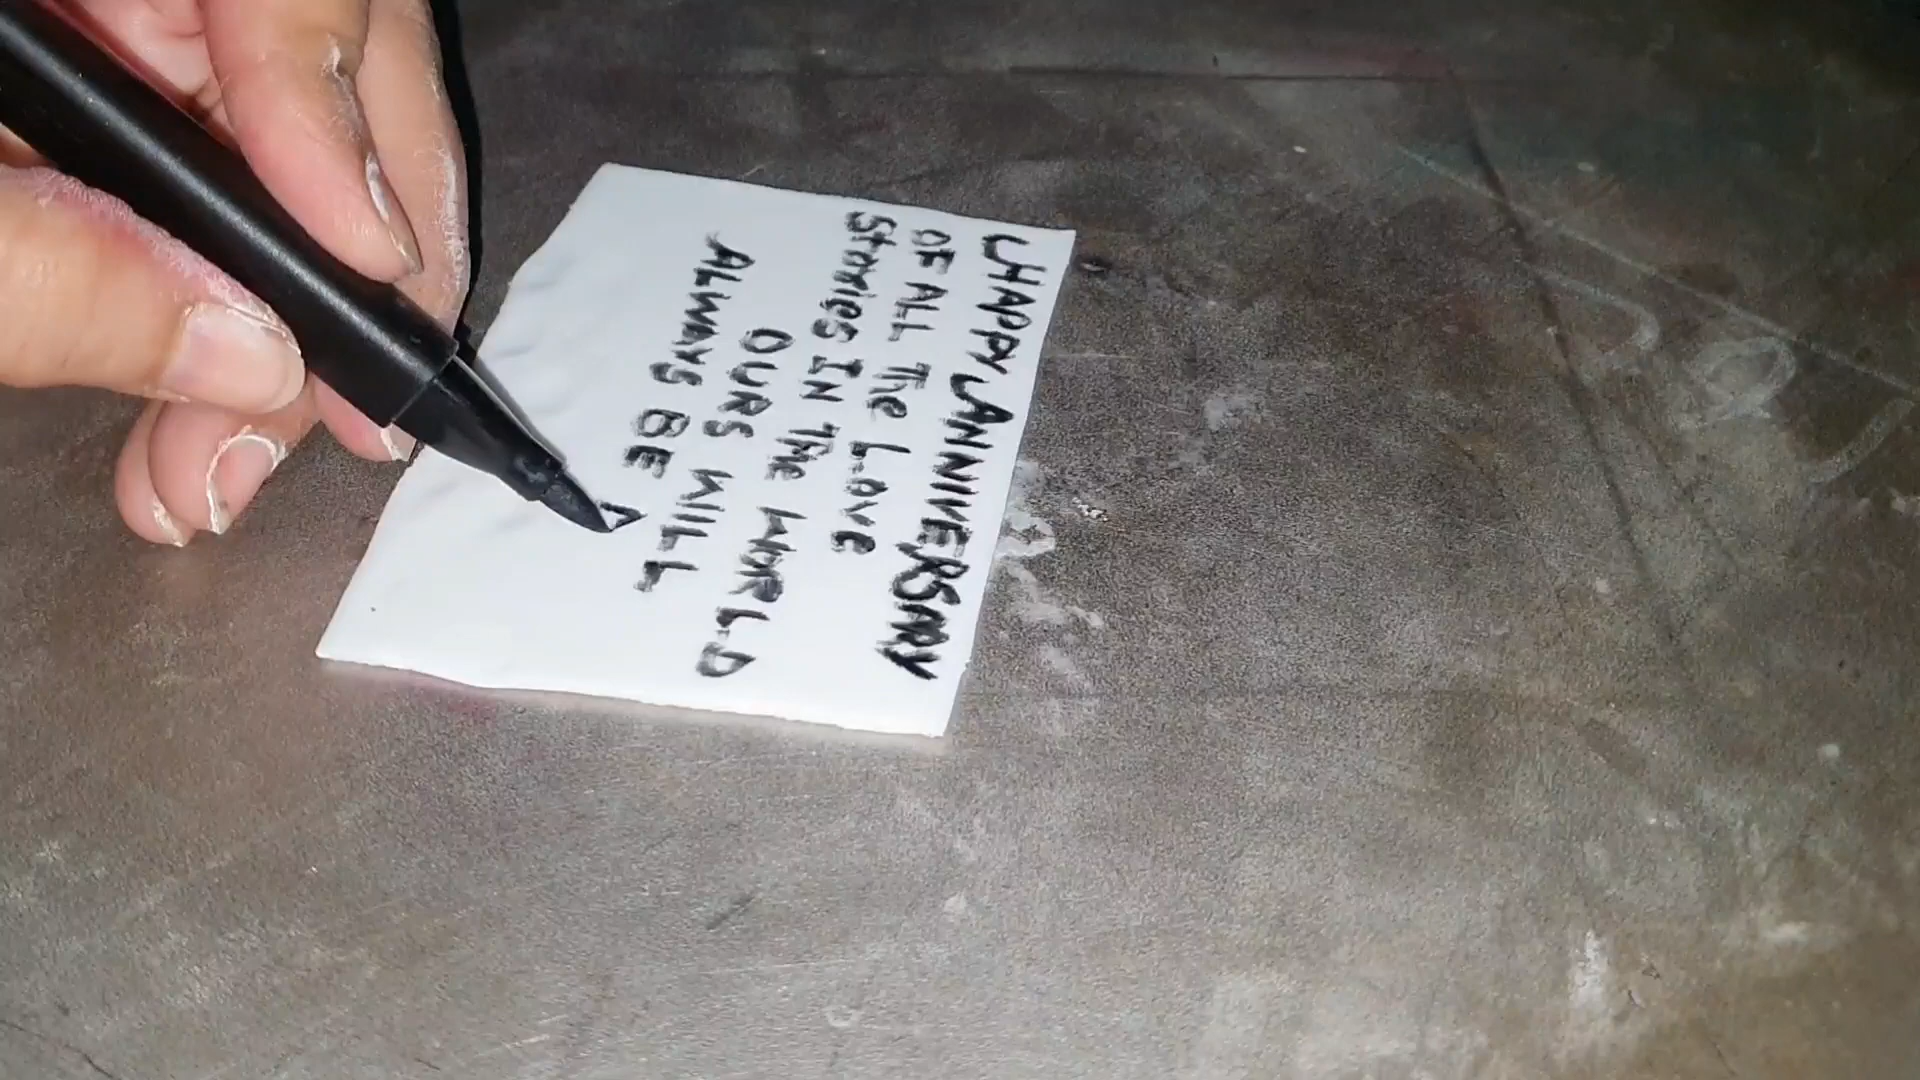 HAPPY ANNIVERSARY
OF ALL The LOVE
StorieS IN The WORLD
OURS WILL
ALWAYS BE A